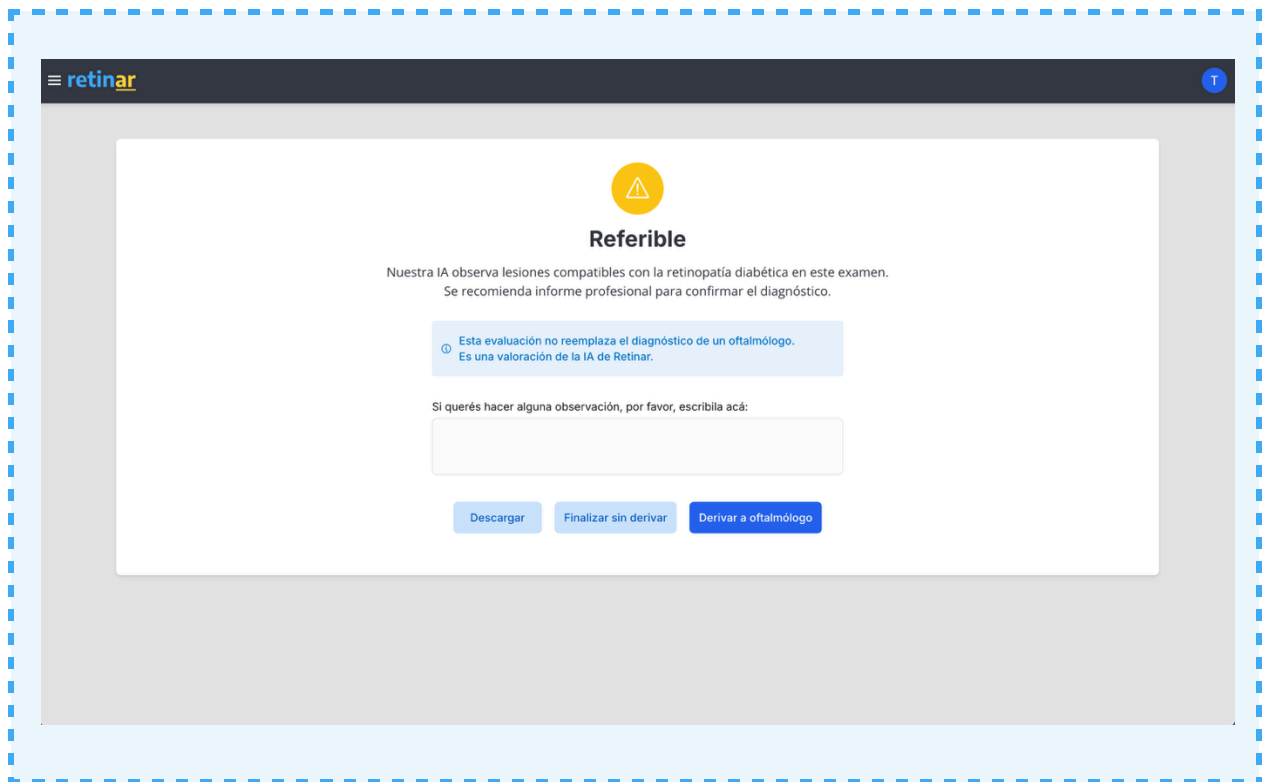 retinar
T
Referible
Nuestra IA observa lesiones compatibles con la retinopatía diabética en este examen.
Se recomienda informe profesional para confirmar el diagnóstico.
Esta evaluación no reemplaza el diagnóstico de un oftalmólogo.
Es una valoración de la IA de Retinar.
Si querés hacer alguna observación, por favor, escribila acá:
Descargar
Finalizar sin derivar
Derivar a oftalmólogo